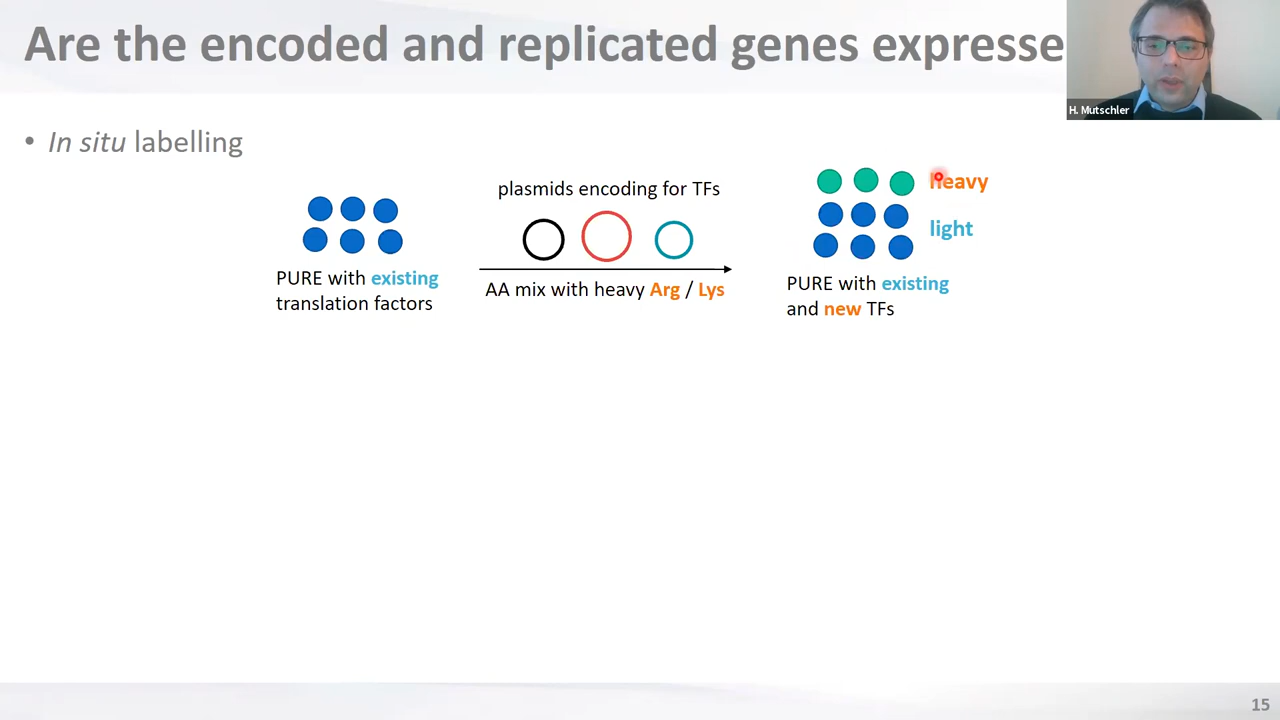 Are the encoded and replicated genes expresse
H. Mutschler
• In situ labelling
plasmids encoding for TFs
heavy
light
PURE with existing
translation factors
AA mix with heavy Arg / Lys
PURE with existing
and new TFs
15